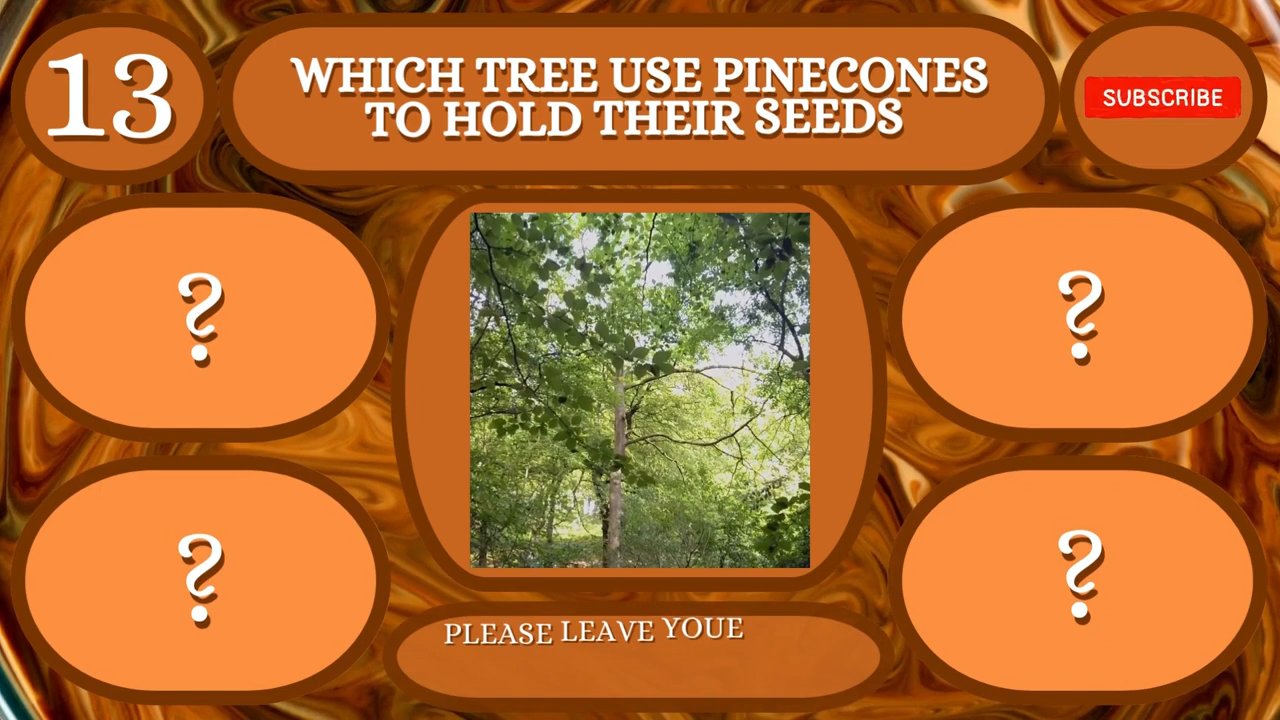 13
WHICH TREE USE PINECONES
TO HOLD THEIR SEEDS
SUBSCRIBE
?
?
?
?
PLEASE LEAVE YOUE